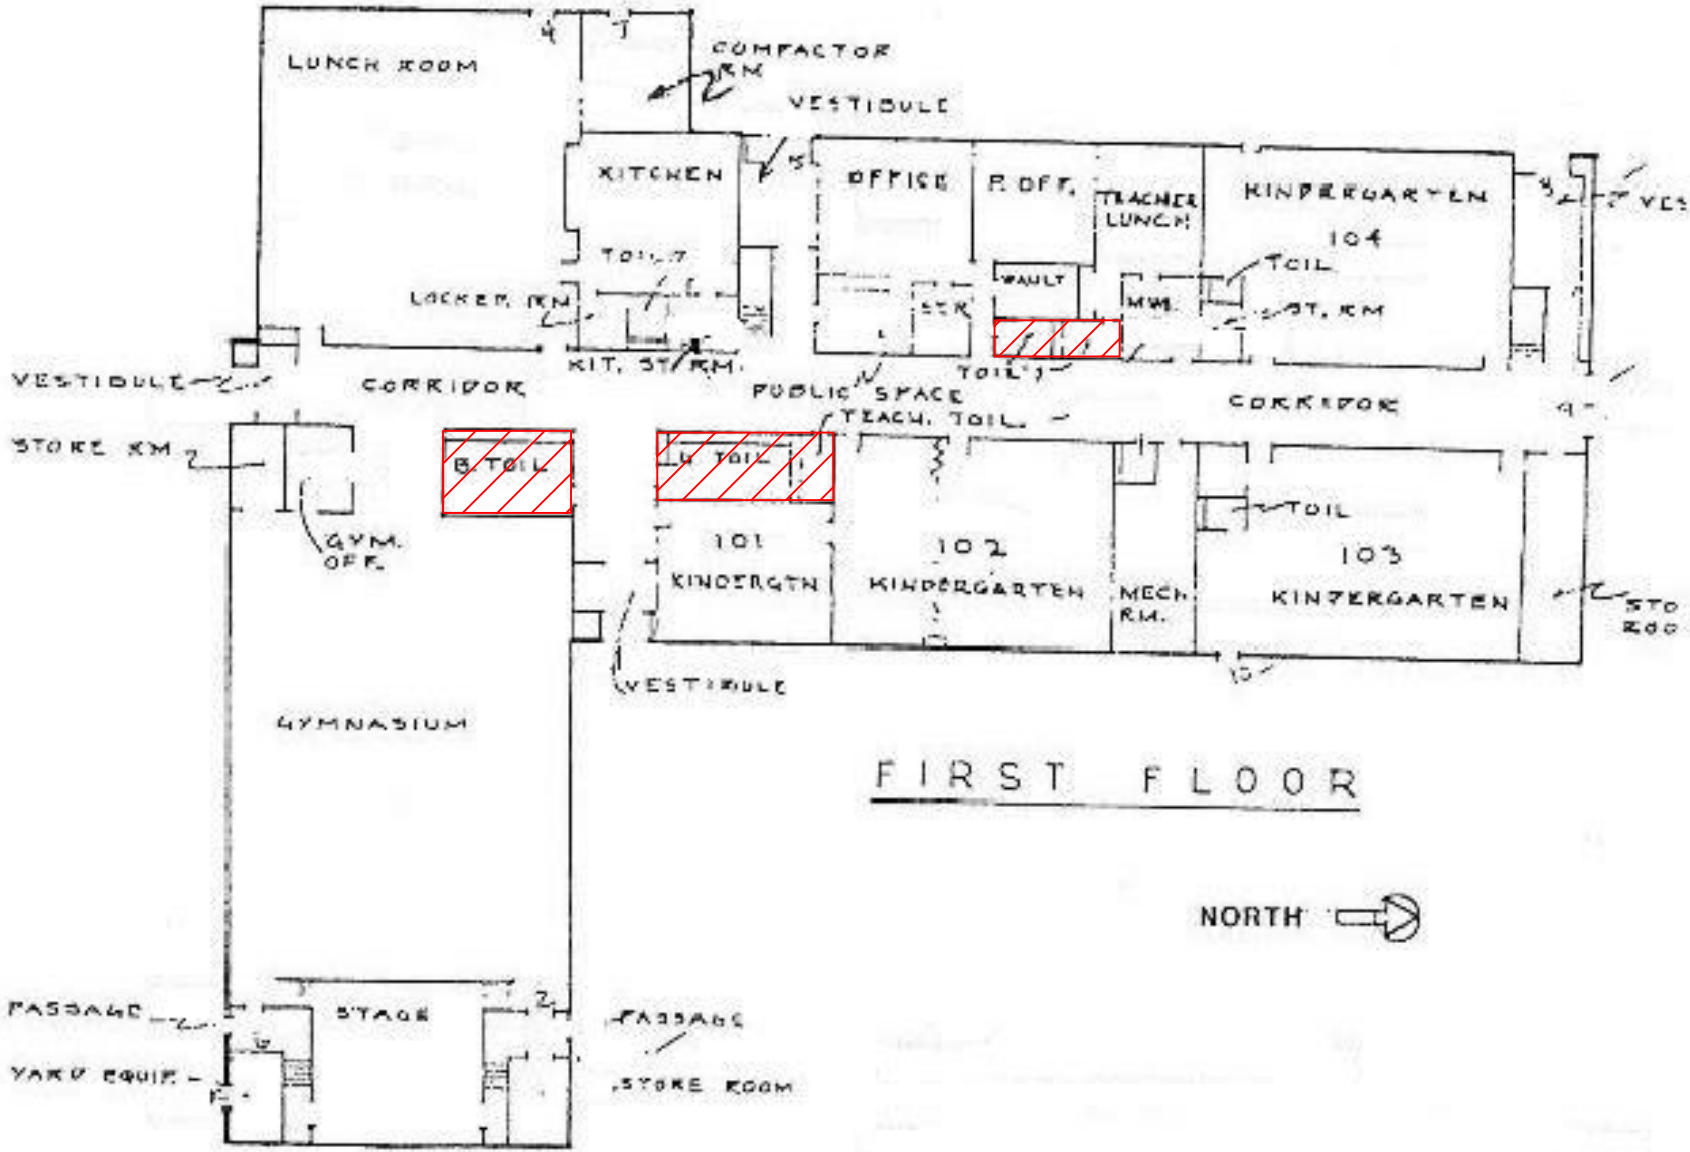 LUNCH ROOM
COMPACTOR
RM
VESTIBULE
KITCHEN
OFFICE
P. OFF.
TEACHER
LUNCH
KINDERGARTEN
104
VES
TOIL
TOIL
VAULT
LOCKER RM
ST. RM
KIT. ST. RM.
TOIL'S
VESTIBULE
CORRIDOR
PUBLIC SPACE
CORRIDOR
TEACH. TOIL.
STORE RM
B. TOIL
G TOIL
GYM.
OFF.
101
KINDERGTN
102
KINDERGARTEN
MECH.
RM.
TOIL
103
KINDERGARTEN
STO
ROO
VESTIBULE
GYMNASIUM
FIRST FLOOR
NORTH
PASSAGE
STAGE
PASSAGE
YARD EQUIP.
STORE ROOM